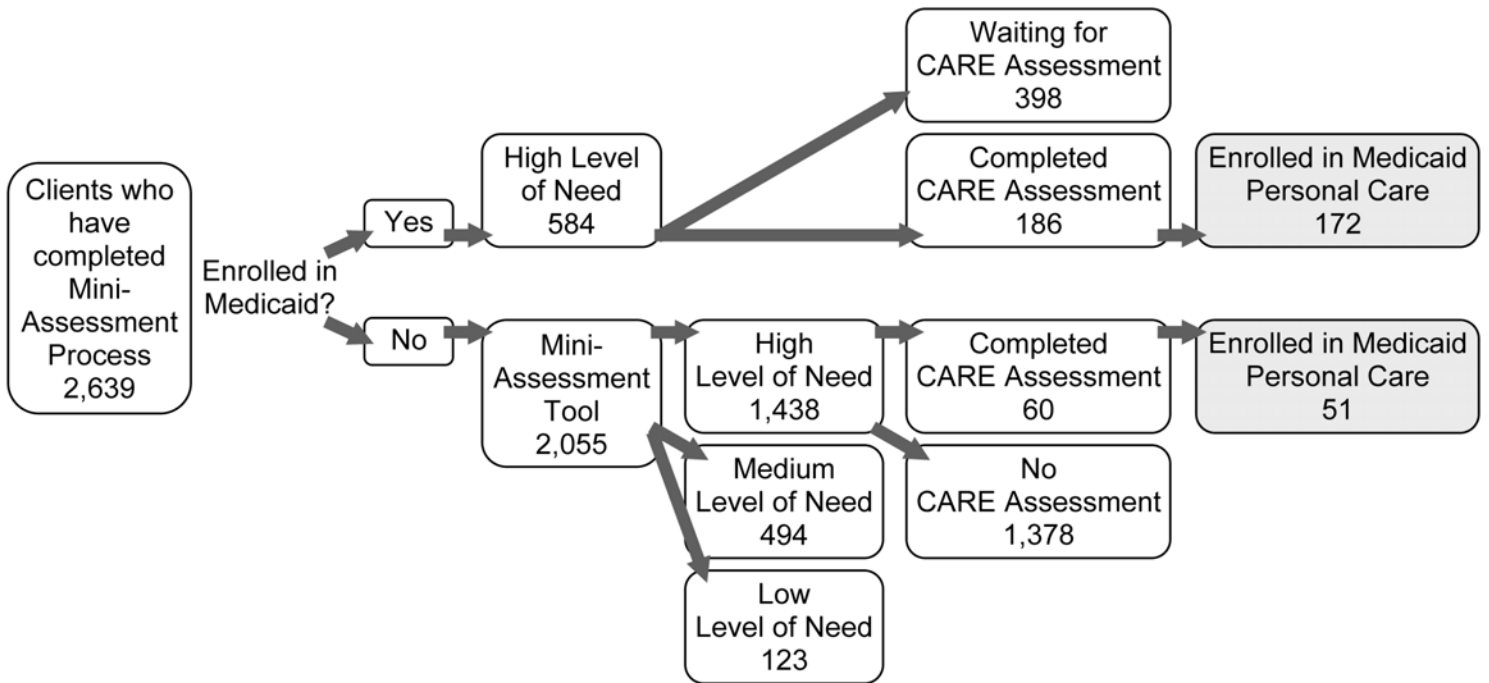 Clients who
have
completed
Mini-
Assessment
Process
2,639
Enrolled in
Medicaid?
Yes
High Level
of Need
584
Waiting for
CARE Assessment
398
Completed
CARE Assessment
186
Enrolled in Medicaid
Personal Care
172
No
Mini-
Assessment
Tool
2,055
High
Level of Need
1,438
Completed
CARE Assessment
60
Enrolled in Medicaid
Personal Care
51
No
CARE Assessment
1,378
Medium
Level of Need
494
Low
Level of Need
123